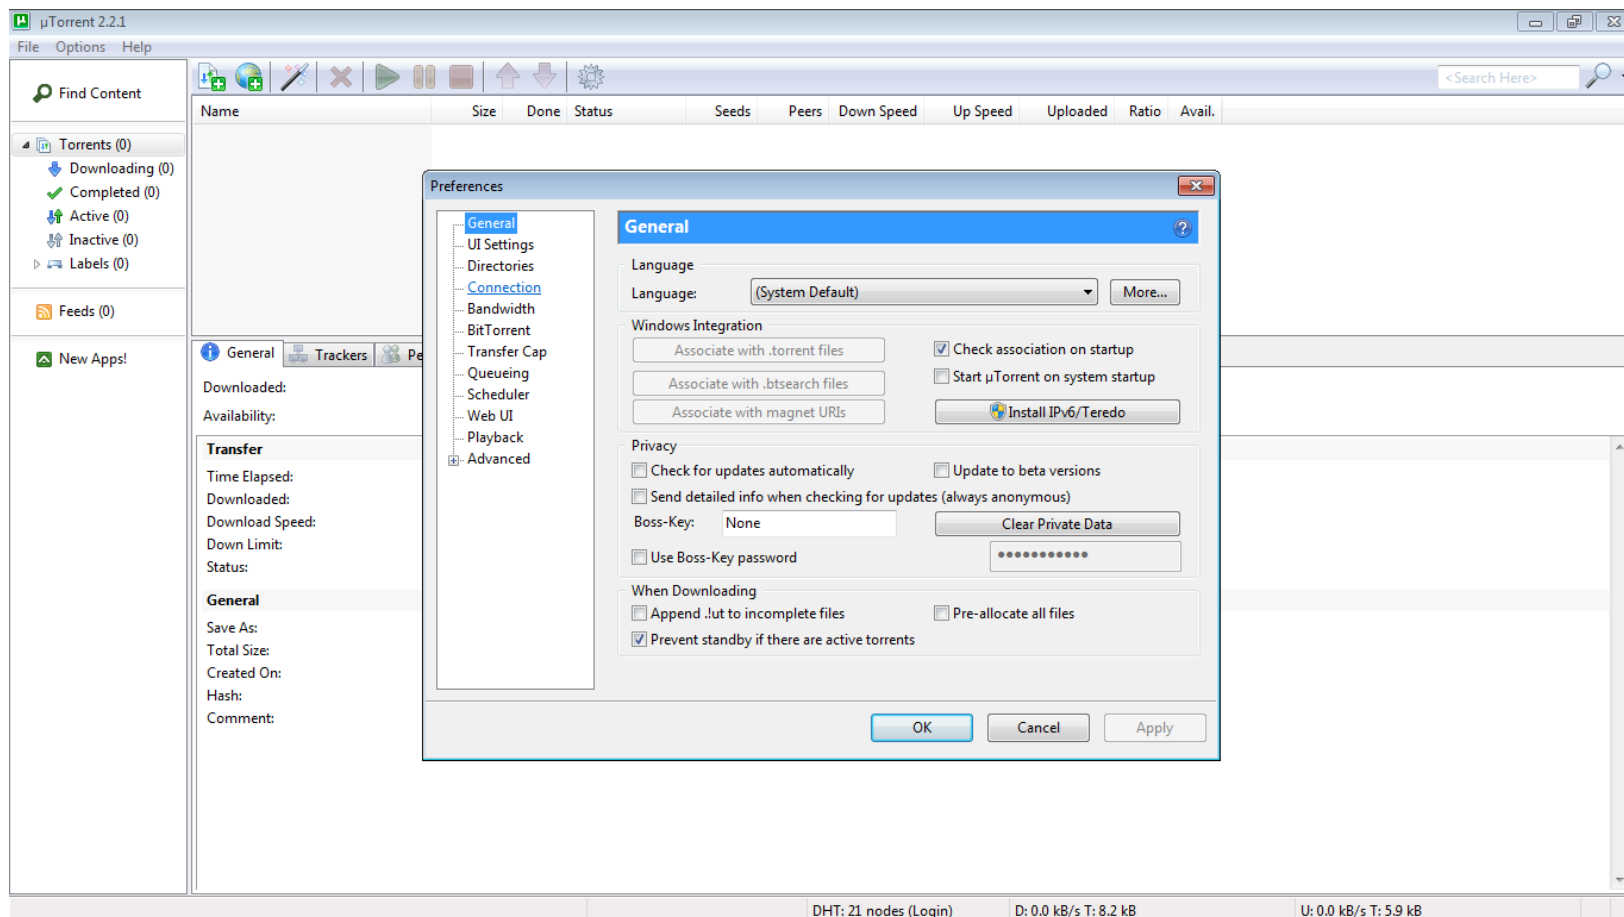 µTorrent 2.2.1
File Options Help
Find Content
<Search Here>
Torrents (0)
Downloading (0)
Completed (0)
Active (0)
Inactive (0)
Labels (0)
Feeds (0)
New Apps!
Name Size Done Status Seeds Peers Down Speed Up Speed Uploaded Ratio Avail.
General Trackers Pe
Downloaded:
Availability:
Transfer
Time Elapsed:
Downloaded:
Download Speed:
Down Limit:
Status:
General
Save As:
Total Size:
Created On:
Hash:
Comment:
Preferences
General
UI Settings
Directories
Connection
Bandwidth
BitTorrent
Transfer Cap
Queueing
Scheduler
Web UI
Playback
Advanced
General
Language
Language: (System Default) More...
Windows Integration
Associate with .torrent files Check association on startup
Associate with .btsearch files Start µTorrent on system startup
Associate with magnet URIs Install IPv6/Teredo
Privacy
Check for updates automatically Update to beta versions
Send detailed info when checking for updates (always anonymous)
Boss-Key: None Clear Private Data
Use Boss-Key password
When Downloading
Append .!ut to incomplete files Pre-allocate all files
Prevent standby if there are active torrents
OK Cancel Apply
DHT: 21 nodes (Login) D: 0.0 kB/s T: 8.2 kB U: 0.0 kB/s T: 5.9 kB